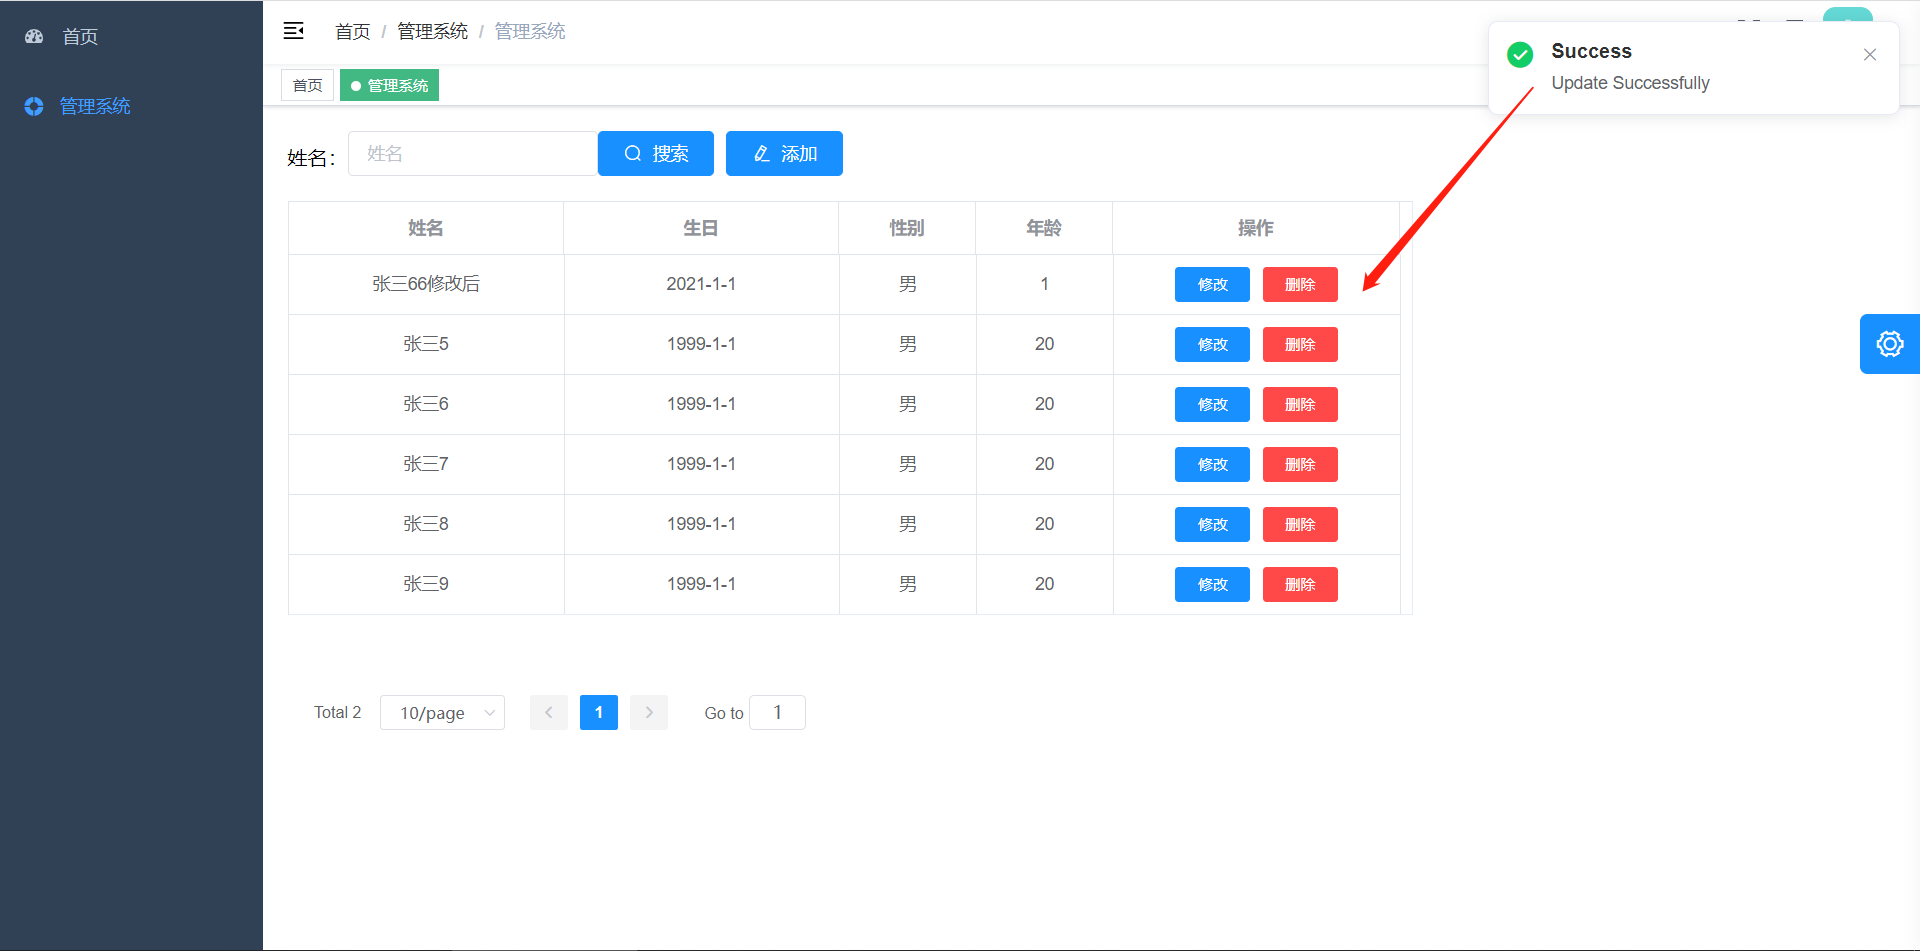 首页
管理系统
首页 / 管理系统 / 管理系统
首页
管理系统
Success
Update Successfully
姓名：
姓名
搜索
添加
姓名 生日 性别 年龄 操作
张三66修改后 2021-1-1 男 1 修改 删除
张三5 1999-1-1 男 20 修改 删除
张三6 1999-1-1 男 20 修改 删除
张三7 1999-1-1 男 20 修改 删除
张三8 1999-1-1 男 20 修改 删除
张三9 1999-1-1 男 20 修改 删除
Total 2 10/page 1 Go to 1